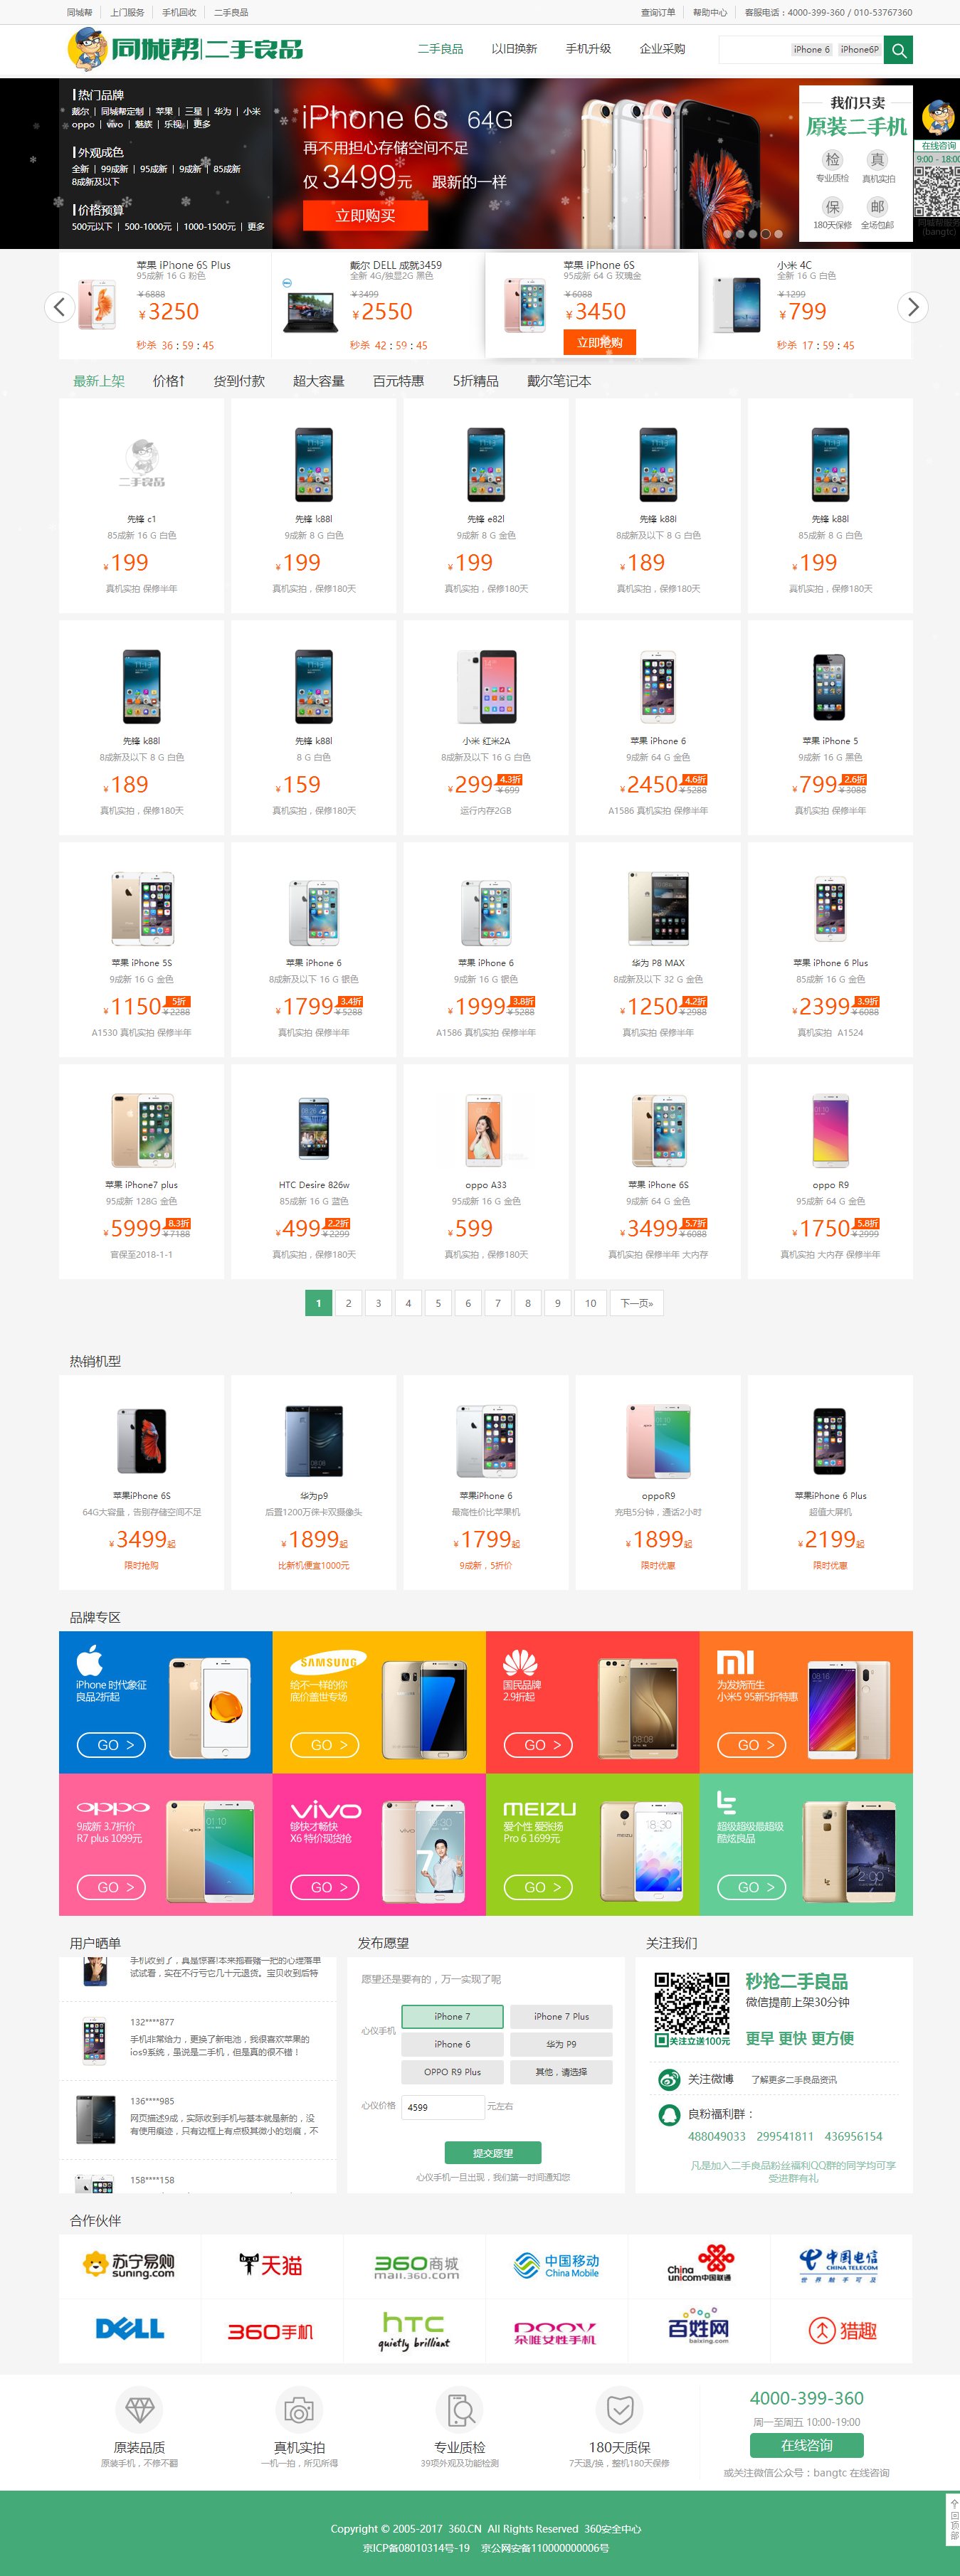 同城帮 上门服务 手机回收 二手良品
查询订单 帮助中心 客服电话：4000-399-360 / 010-53767360
同城帮 二手良品
二手良品 以旧换新 手机升级 企业采购
iPhone 6 iPhone6P
热门品牌
戴尔 | 同城帮定制 | 苹果 | 三星 | 华为 | 小米
oppo | vivo | 魅族 | 乐视 | 更多
外观成色
全新 | 99成新 | 95成新 | 9成新 | 85成新
8成新及以下
价格预算
500元以下 | 500-1000元 | 1000-1500元 | 更多
iPhone 6s 64G
再不用担心存储空间不足
仅 3499元 跟新的一样
立即购买
我们只卖
原装二手机
检 真
专业质检 真机实拍
保 邮
180天保修 全场包邮
在线咨询
9:00 - 18:00
(bangtc)
苹果 iPhone 6S Plus
95成新 16 G 粉色
￥6888
￥3250
秒杀 36 : 59 : 45
戴尔 DELL 成就3459
全新 4G/独显2G 黑色
￥3499
￥2550
秒杀 42 : 59 : 45
苹果 iPhone 6S
95成新 64 G 玫瑰金
￥6088
￥3450
立即抢购
小米 4C
全新 16 G 白色
￥1299
￥799
秒杀 17 : 59 : 45
最新上架 价格↑ 货到付款 超大容量 百元特惠 5折精品 戴尔笔记本
二手良品
先锋 c1 先锋 k88l 先锋 e82l 先锋 k88l 先锋 k88l
85成新 16 G 白色 9成新 8 G 白色 9成新 8 G 金色 8成新及以下 8 G 白色 85成新 8 G 白色
￥199 ￥199 ￥199 ￥189 ￥199
真机实拍 保修半年 真机实拍，保修180天 真机实拍，保修180天 真机实拍，保修180天 真机实拍，保修180天
先锋 k88l 先锋 k88l 小米 红米2A 苹果 iPhone 6 苹果 iPhone 5
8成新及以下 8 G 白色 8 G 白色 8成新及以下 16 G 白色 9成新 64 G 金色 9成新 16 G 黑色
￥189 ￥159 ￥299 4.3折 ￥699 ￥2450 4.6折 ￥5288 ￥799 2.6折 ￥3088
真机实拍，保修180天 真机实拍，保修180天 运行内存2GB A1586 真机实拍 保修半年 真机实拍 保修半年
苹果 iPhone 5S 苹果 iPhone 6 苹果 iPhone 6 华为 P8 MAX 苹果 iPhone 6 Plus
9成新 16 G 金色 8成新及以下 16 G 银色 9成新 16 G 银色 8成新及以下 32 G 金色 85成新 16 G 金色
￥1150 5折 ￥2288 ￥1799 3.4折 ￥5288 ￥1999 3.8折 ￥5288 ￥1250 4.2折 ￥2988 ￥2399 3.9折 ￥6088
A1530 真机实拍 保修半年 真机实拍 保修半年 A1586 真机实拍 保修半年 真机实拍 保修半年 真机实拍 A1524
苹果 iPhone7 plus HTC Desire 826w oppo A33 苹果 iPhone 6S oppo R9
95成新 128G 金色 85成新 16 G 蓝色 95成新 16 G 金色 9成新 64 G 金色 95成新 64 G 金色
￥5999 8.3折 ￥7188 ￥499 2.2折 ￥2299 ￥599 ￥3499 5.7折 ￥6088 ￥1750 5.8折 ￥2999
官保至2018-1-1 真机实拍，保修180天 真机实拍，保修180天 真机实拍 保修半年 大内存 真机实拍 大内存 保修半年
1 2 3 4 5 6 7 8 9 10 下一页»
热销机型
苹果iPhone 6S 华为p9 苹果iPhone 6 oppoR9 苹果iPhone 6 Plus
64G大容量，告别存储空间不足 后置1200万徕卡双摄像头 最高性价比苹果机 充电5分钟，通话2小时 超值大屏机
￥3499起 ￥1899起 ￥1799起 ￥1899起 ￥2199起
限时抢购 比新机便宜1000元 9成新，5折价 限时优惠 限时优惠
品牌专区
iPhone 时代象征
良品2折起
GO >
SAMSUNG
给不一样的你
底价盖世专场
GO >
国民品牌
2.9折起
GO >
MI
为发烧而生
小米5 95新5折特惠
GO >
oppo
9成新 3.7折价
R7 plus 1099元
GO >
vivo
够快才畅快
X6 特价现货抢
GO >
MEIZU
爱个性 爱张扬
Pro 6 1699元
GO >
超级超级最超级
酷炫良品
GO >
用户晒单
手机收到了，真是惊喜!本来抱着赌一把的心理落单
试试看，实在不行亏它几十元退货。宝贝收到后特
132****877
手机非常给力，更换了新电池，我很喜欢苹果的
ios9系统，虽说是二手机，但是真的很不错！
136****985
网页描述9成，实际收到手机与基本就是新的，没
有使用痕迹，只有边框上有点极其微小的划痕，不
158****158
发布愿望
愿望还是要有的，万一实现了呢
心仪手机
iPhone 7 iPhone 7 Plus
iPhone 6 华为 P9
OPPO R9 Plus 其他，请选择
心仪价格 4599 元左右
提交愿望
心仪手机一旦出现，我们第一时间通知您
关注我们
关注立送100元
秒抢二手良品
微信提前上架30分钟
更早 更快 更方便
关注微博 了解更多二手良品资讯
良粉福利群：
488049033 299541811 436956154
凡是加入二手良品粉丝福利QQ群的同学均可享
受进群有礼
合作伙伴
苏宁易购 suning.com 天猫 360商城 mall.360.com 中国移动 China Mobile China unicom中国联通 中国电信 CHINA TELECOM 世界触手可及
DELL 360手机 htc quietly brilliant DOOV 朵唯女性手机 百姓网 baixing.com 猎趣
原装品质 真机实拍 专业质检 180天质保
原装手机，不修不翻 一机一拍，所见所得 39项外观及功能检测 7天退/换，整机180天保修
4000-399-360
周一至周五 10:00-19:00
在线咨询
或关注微信公众号：bangtc 在线咨询
回顶部
Copyright © 2005-2017 360.CN All Rights Reserved 360安全中心
京ICP备08010314号-19 京公网安备110000000006号